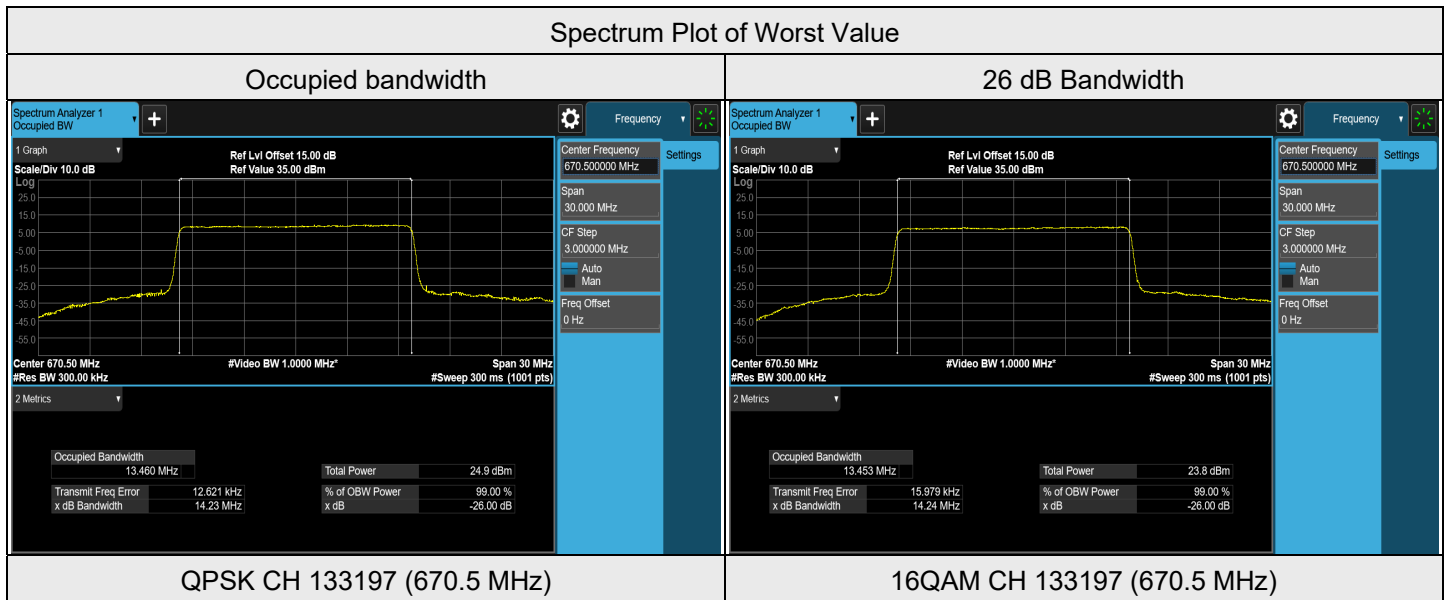 Spectrum Plot of Worst Value
Occupied bandwidth
26 dB Bandwidth
Spectrum Analyzer 1
Occupied BW
+
Frequency
1 Graph
Scale/Div 10.0 dB
Ref Lvl Offset 15.00 dB
Ref Value 35.00 dBm
Log
25.0
15.0
5.00
-5.00
-15.0
-25.0
-35.0
-45.0
-55.0
Center 670.50 MHz
#Video BW 1.0000 MHz*
Span 30 MHz
#Res BW 300.00 kHz
#Sweep 300 ms (1001 pts)
Center Frequency
670.500000 MHz
Settings
Span
30.000 MHz
CF Step
3.000000 MHz
Auto
Man
Freq Offset
0 Hz
2 Metrics
Occupied Bandwidth
13.460 MHz
Total Power 24.9 dBm
Transmit Freq Error 12.621 kHz % of OBW Power 99.00 %
x dB Bandwidth 14.23 MHz x dB -26.00 dB
Spectrum Analyzer 1
Occupied BW
+
Frequency
1 Graph
Scale/Div 10.0 dB
Ref Lvl Offset 15.00 dB
Ref Value 35.00 dBm
Log
25.0
15.0
5.00
-5.00
-15.0
-25.0
-35.0
-45.0
-55.0
Center 670.50 MHz
#Video BW 1.0000 MHz*
Span 30 MHz
#Res BW 300.00 kHz
#Sweep 300 ms (1001 pts)
Center Frequency
670.500000 MHz
Settings
Span
30.000 MHz
CF Step
3.000000 MHz
Auto
Man
Freq Offset
0 Hz
2 Metrics
Occupied Bandwidth
13.453 MHz
Total Power 23.8 dBm
Transmit Freq Error 15.979 kHz % of OBW Power 99.00 %
x dB Bandwidth 14.24 MHz x dB -26.00 dB
QPSK CH 133197 (670.5 MHz)
16QAM CH 133197 (670.5 MHz)